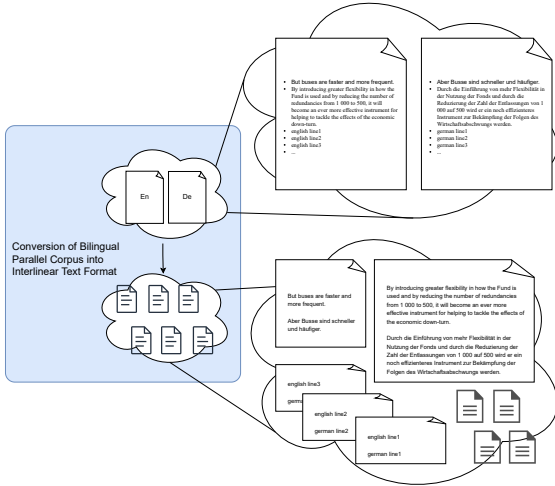 • But buses are faster and more frequent.
• By introducing greater flexibility in how the
Fund is used and by reducing the number of
redundancies from 1 000 to 500, it will
become an ever more effective instrument for
helping to tackle the effects of the economic
down-turn.
• english line1
• english line2
• english line3
• ...
• Aber Busse sind schneller und häufiger.
• Durch die Einführung von mehr Flexibilität in
der Nutzung der Fonds und durch die
Reduzierung der Zahl der Entlassungen von 1
000 auf 500 wird er ein noch effizienteres
Instrument zur Bekämpfung der Folgen des
Wirtschaftsabschwungs werden.
• german line1
• german line2
• german line3
• ...
En
De
Conversion of Bilingual
Parallel Corpus into
Interlinear Text Format
But buses are faster and
more frequent.
Aber Busse sind schneller
und häufiger.
By introducing greater flexibility in how the Fund is
used and by reducing the number of redundancies
from 1 000 to 500, it will become an ever more
effective instrument for helping to tackle the effects of
the economic down-turn.
Durch die Einführung von mehr Flexibilität in der
Nutzung der Fonds und durch die Reduzierung der
Zahl der Entlassungen von 1 000 auf 500 wird er ein
noch effizienteres Instrument zur Bekämpfung der
Folgen des Wirtschaftsabschwungs werden.
english line3
germ
english line2
german line2
english line1
german line1